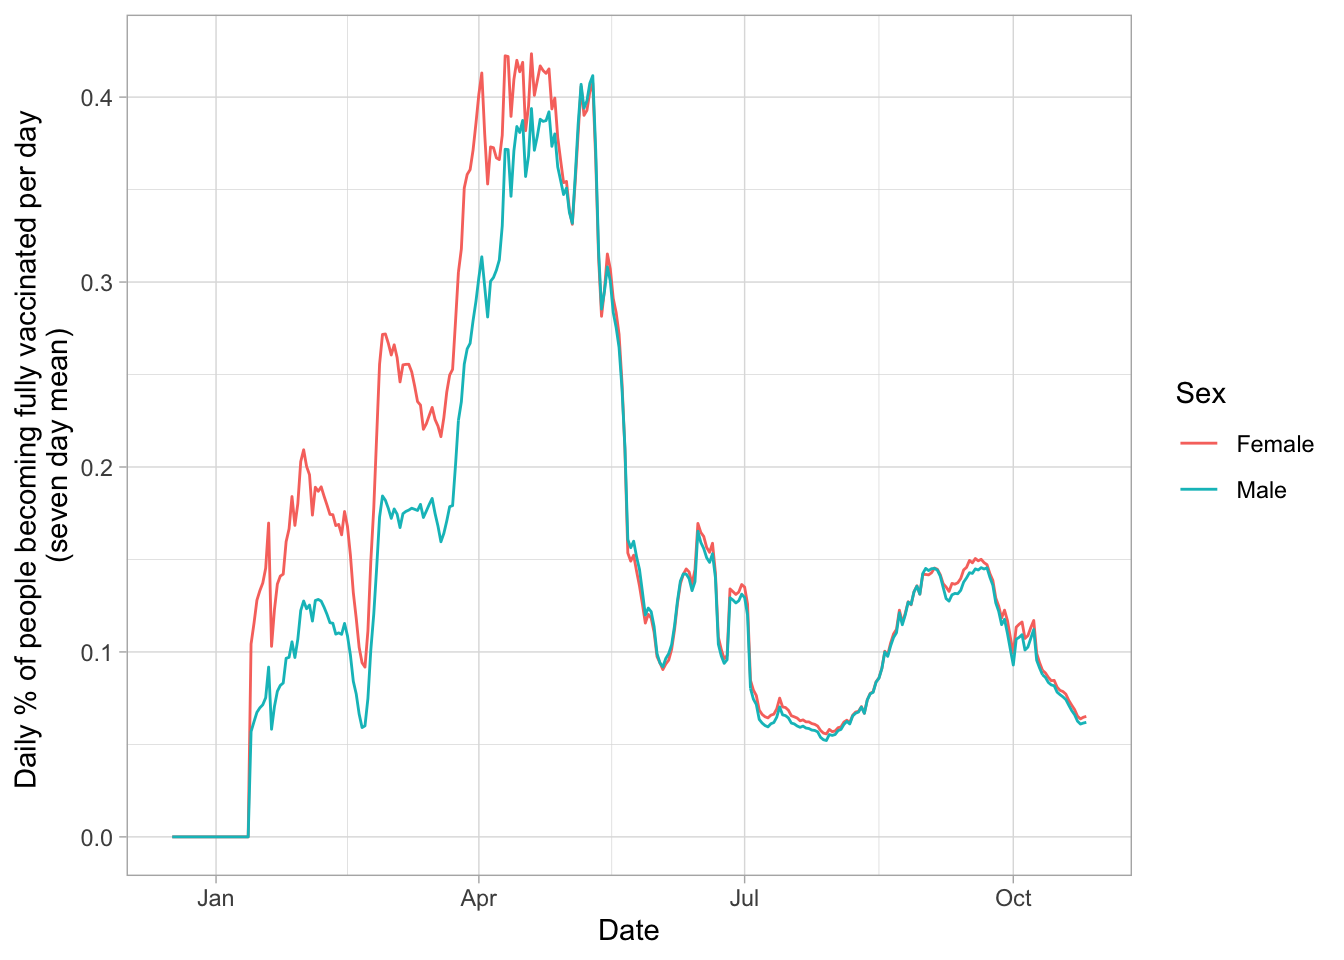 Daily % of people becoming fully vaccinated per day
(seven day mean)
0.4
0.3
0.2
0.1
0.0
Jan
Apr
Jul
Oct
Date
Sex
Female
Male